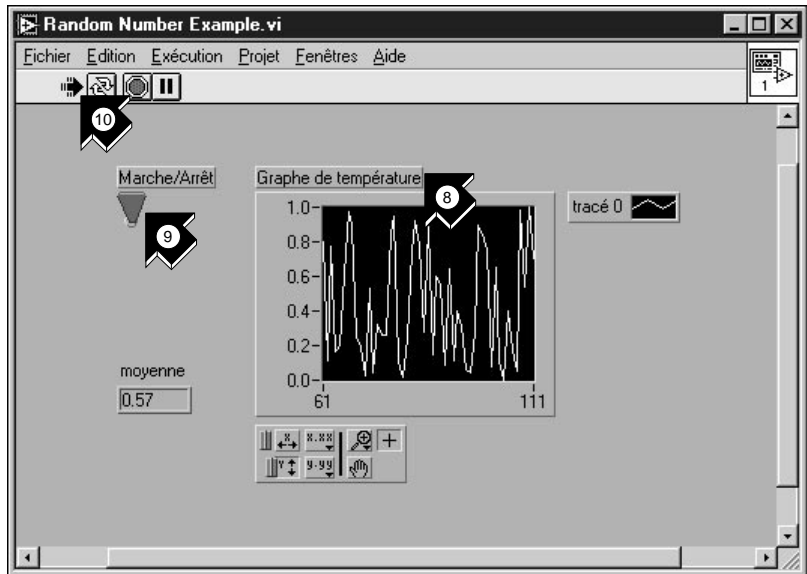 Random Number Example.vi
Fichier Edition Exécution Projet Fenêtres Aide
1
10
Marche/Arrêt
Graphe de température
8
tracé 0
9
1.0
0.8
0.6
0.4
0.2
0.0
61
111
moyenne
0.57
x
x.xx
y
y.yy